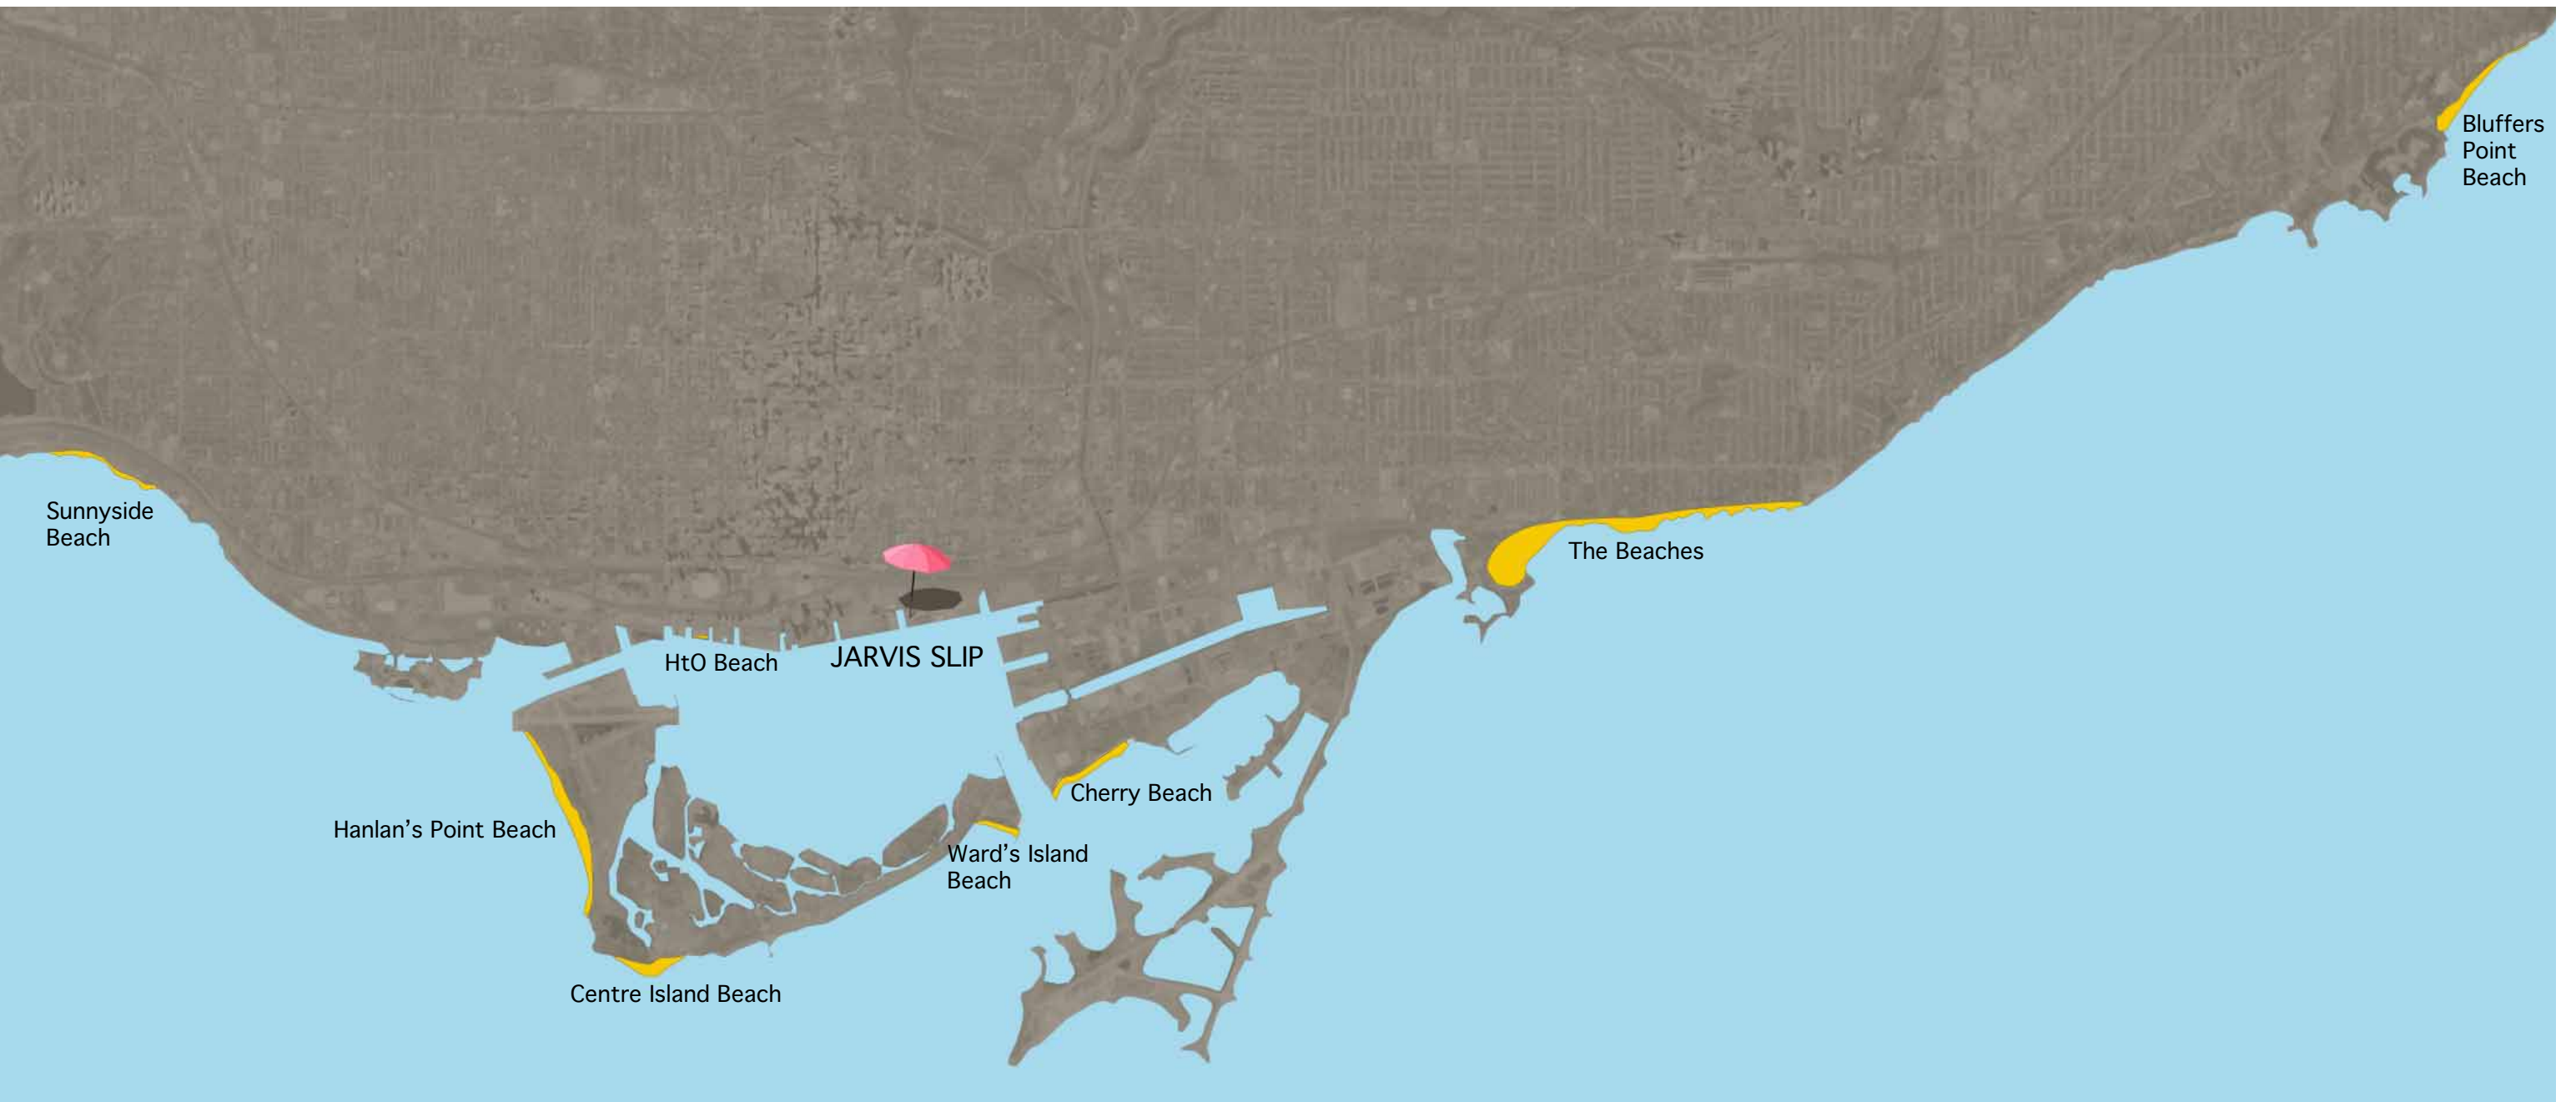 Bluffers
Point
Beach
Sunnyside
Beach
The Beaches
HtO Beach
JARVIS SLIP
Cherry Beach
Hanlan’s Point Beach
Ward’s Island
Beach
Centre Island Beach